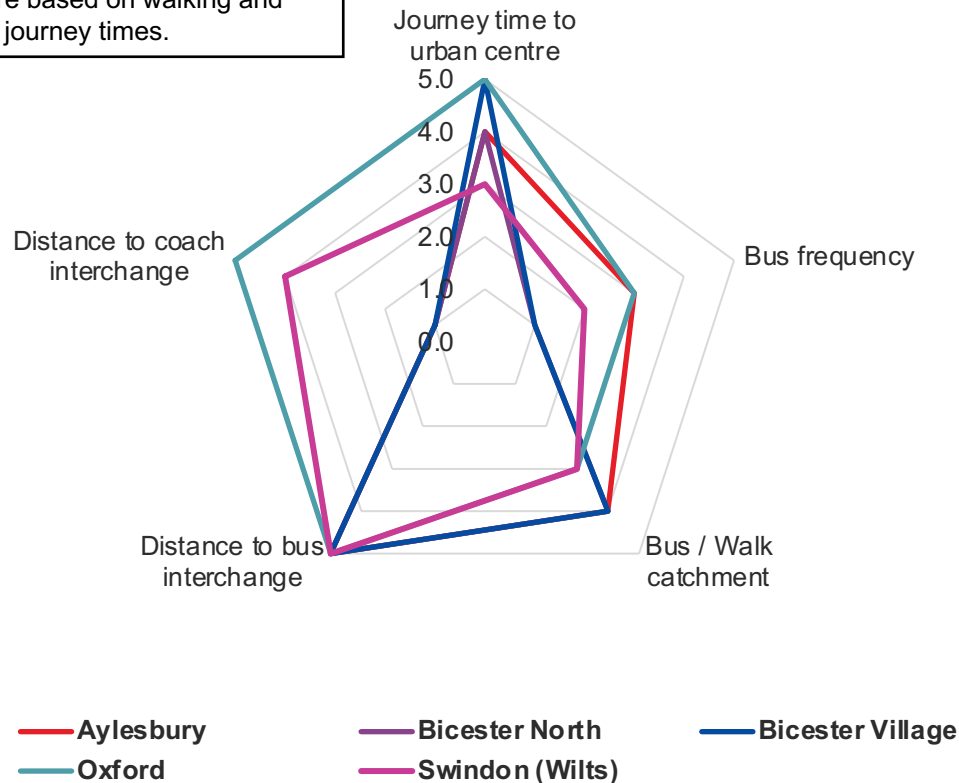 based on walking and
journey times.
Journey time to
urban centre
5.0
4.0
3.0
2.0
1.0
0.0
Distance to coach
interchange
Bus frequency
Distance to bus
interchange
Bus / Walk
catchment
Aylesbury
Bicester North
Bicester Village
Oxford
Swindon (Wilts)